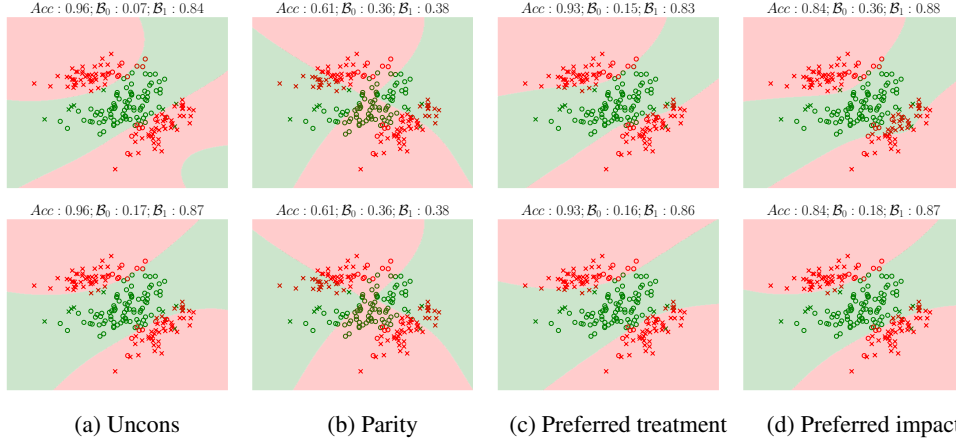 Acc : 0.96; B₀ : 0.07; B₁ : 0.84
Acc : 0.61; B₀ : 0.36; B₁ : 0.38
Acc : 0.93; B₀ : 0.15; B₁ : 0.83
Acc : 0.84; B₀ : 0.36; B₁ : 0.88
Acc : 0.96; B₀ : 0.17; B₁ : 0.87
Acc : 0.61; B₀ : 0.36; B₁ : 0.38
Acc : 0.93; B₀ : 0.16; B₁ : 0.86
Acc : 0.84; B₀ : 0.18; B₁ : 0.87
(a) Uncons
(b) Parity
(c) Preferred treatment
(d) Preferred impact